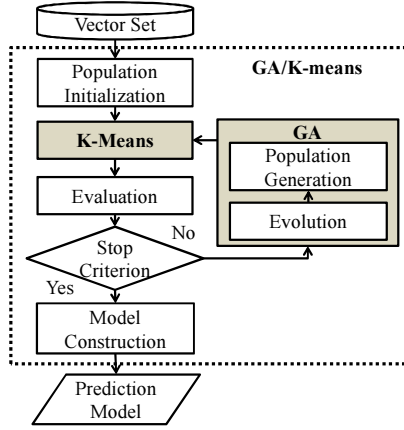 Vector Set
Population
Initialization
GA/K-means
K-Means
GA
Population
Generation
Evaluation
Evolution
Stop
Criterion
No
Yes
Model
Construction
Prediction
Model